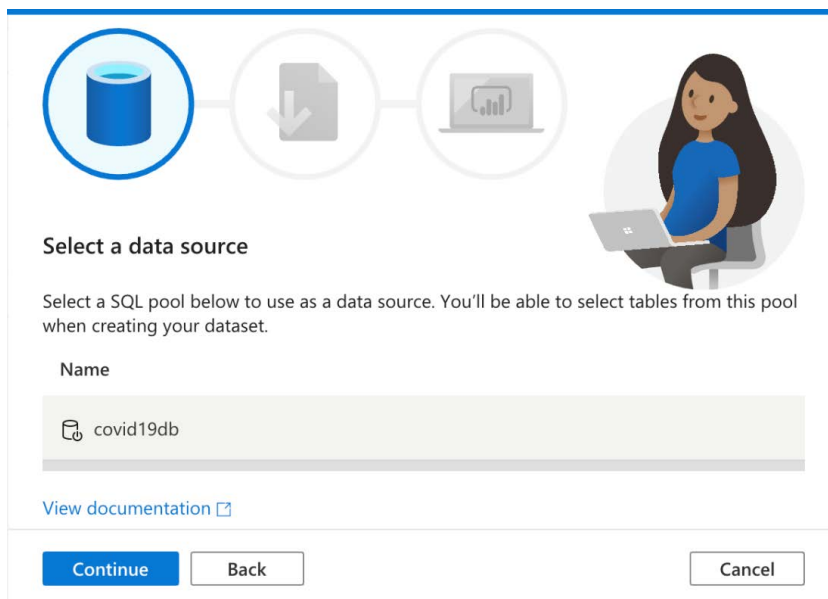 Select a data source
Select a SQL pool below to use as a data source. You’ll be able to select tables from this pool
when creating your dataset.
Name
covid19db
View documentation
Continue
Back
Cancel